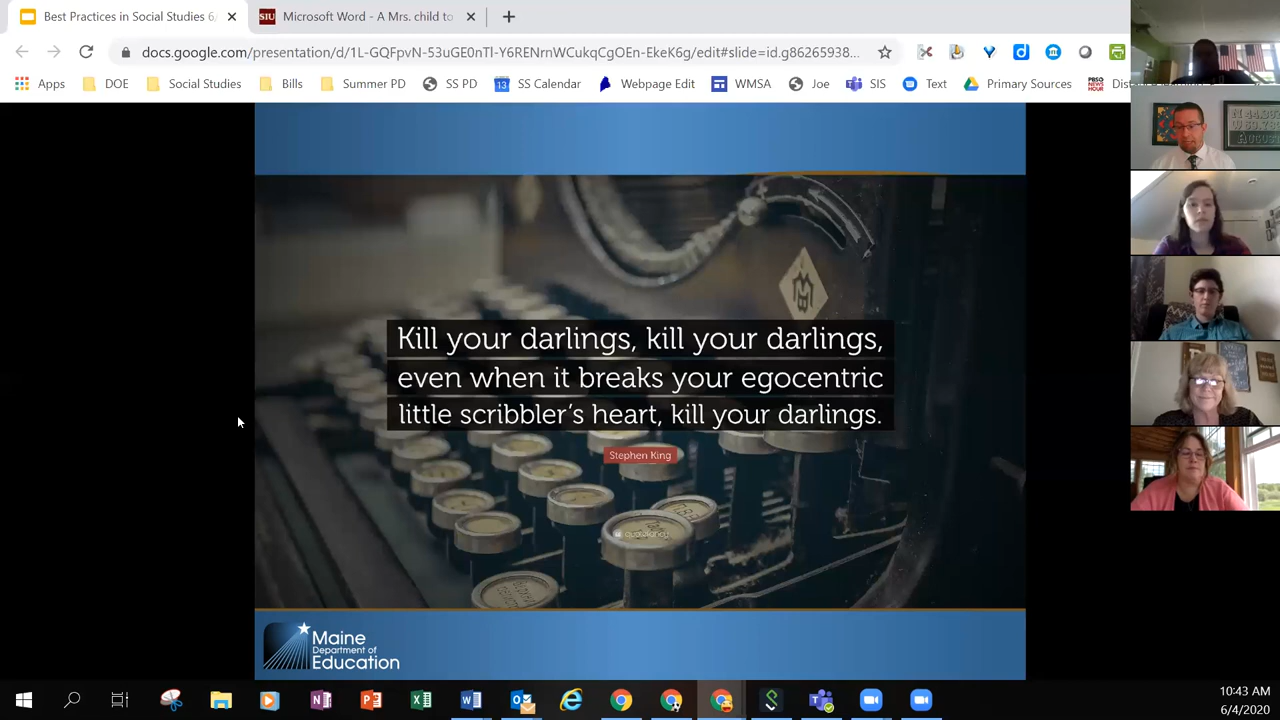 Best Practices in Social Studies 6/
Microsoft Word - A Mrs. child to
docs.google.com/presentation/d/1L-GQFpvN-53uGE0nTl-Y6RENrnWCukqCgOEn-EkeK6g/edit#slide=id.g86265938...
Apps DOE Social Studies Bills Summer PD SS PD SS Calendar Webpage Edit WMSA Joe SIS Text Primary Sources
Kill your darlings, kill your darlings,
even when it breaks your egocentric
little scribbler's heart, kill your darlings.
Stephen King
Maine
Department of
Education
10:43 AM
6/4/2020